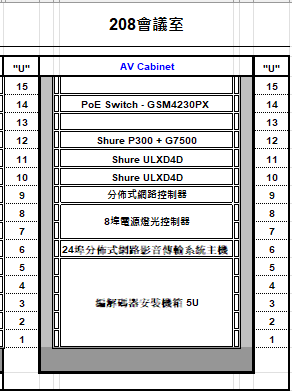 208會議室
"U" AV Cabinet "U"
15 15
14 PoE Switch - GSM4230PX 14
13 13
12 Shure P300 + G7500 12
11 Shure ULXD4D 11
10 Shure ULXD4D 10
9 分佈式網路控制器 9
8 8埠電源燈光控制器 8
7 7
6 24埠分佈式網路影音傳輸系統主機 6
5 5
4 4
3 編解碼器安裝機箱 5U 3
2 2
1 1